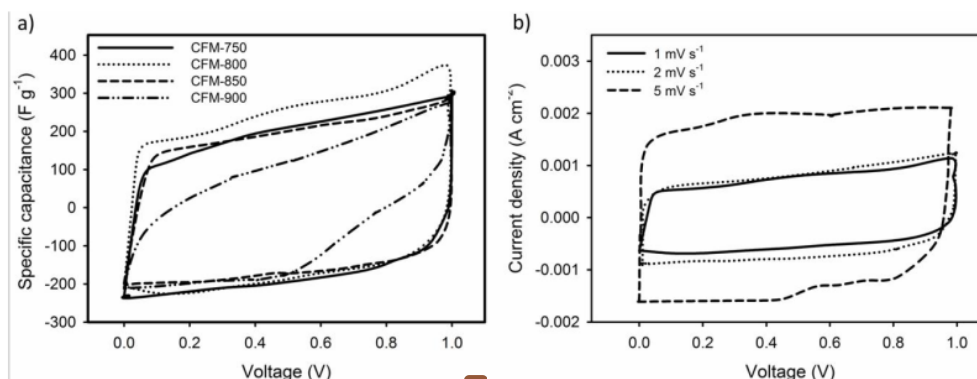 a)
Specific capacitance (F g⁻¹)
400
300
200
100
0
-100
-200
-300
CFM-750
CFM-800
CFM-850
CFM-900
0.0 0.2 0.4 0.6 0.8 1.0
Voltage (V)
b)
Current density (A cm⁻²)
0.003
0.002
0.001
0.000
-0.001
-0.002
1 mV s⁻¹
2 mV s⁻¹
5 mV s⁻¹
0.0 0.2 0.4 0.6 0.8 1.0
Voltage (V)